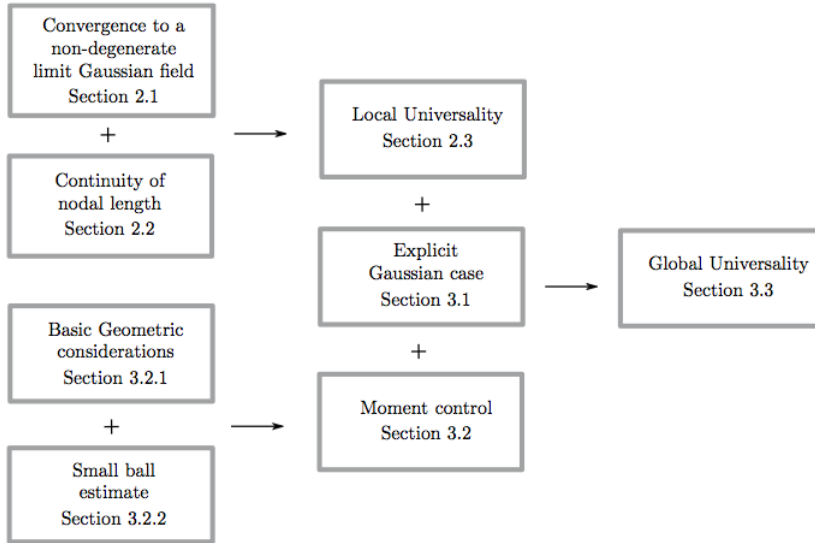 Convergence to a
non-degenerate
limit Gaussian field
Section 2.1
+
Continuity of
nodal length
Section 2.2
Local Universality
Section 2.3
+
Explicit
Gaussian case
Section 3.1
+
Basic Geometric
considerations
Section 3.2.1
+
Small ball
estimate
Section 3.2.2
Moment control
Section 3.2
Global Universality
Section 3.3